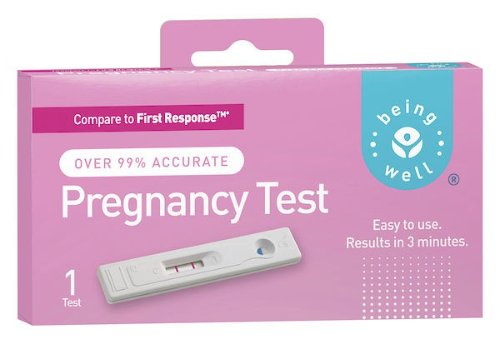 Compare to First Response™*
OVER 99% ACCURATE
Pregnancy Test
1
Test
being
well®
Easy to use.
Results in 3 minutes.